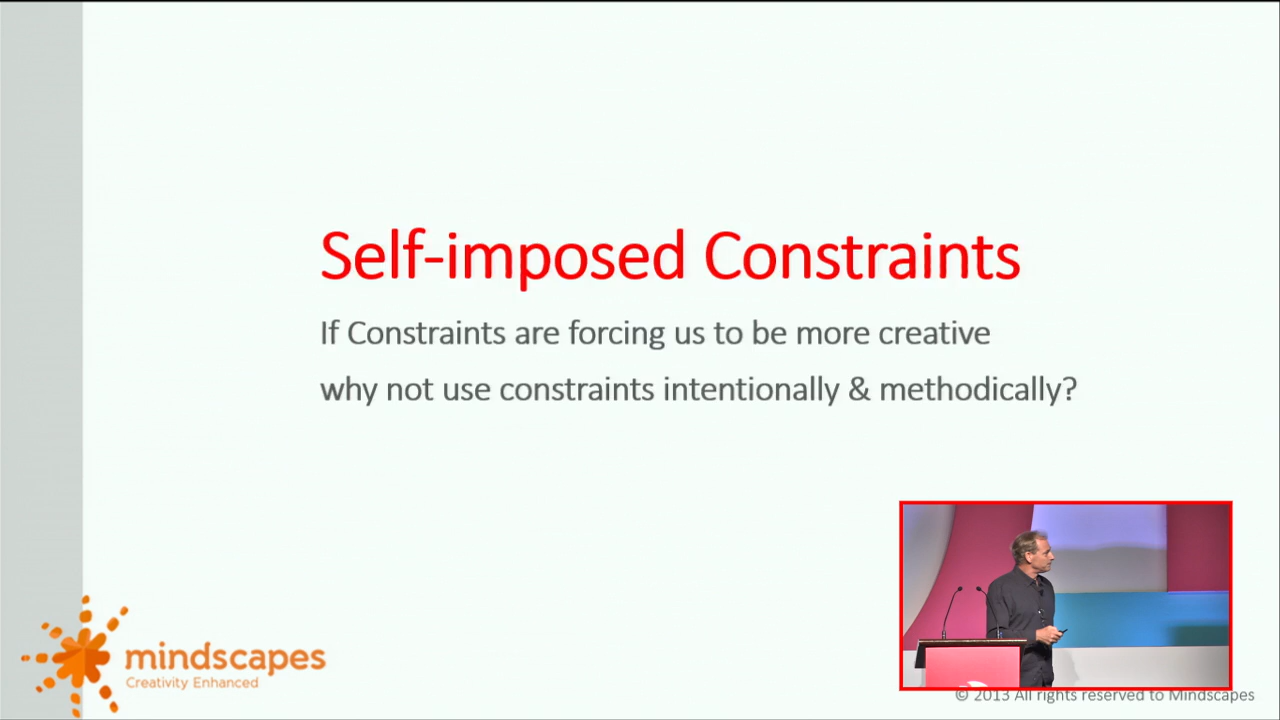 Self-imposed Constraints
If Constraints are forcing us to be more creative
why not use constraints intentionally & methodically?
mindscapes
Creativity Enhanced
© 2013 All rights reserved to Mindscapes